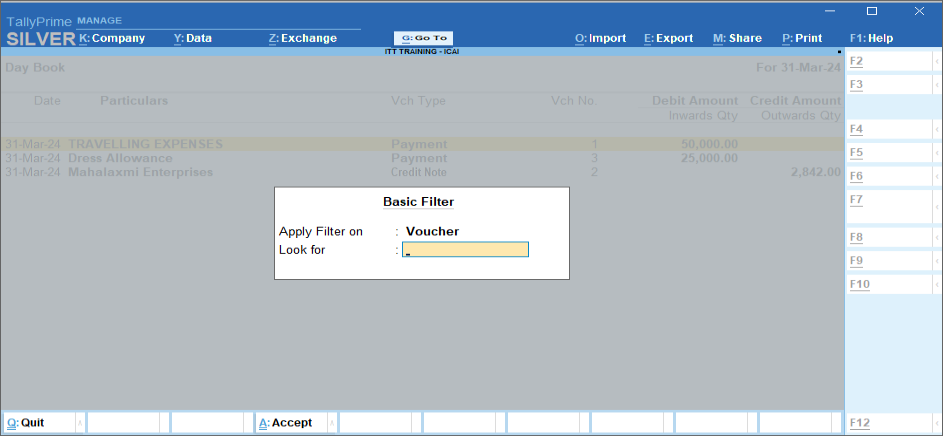 TallyPrime MANAGE
SILVER K: Company Y: Data Z: Exchange G: Go To O: Import E: Export M: Share P: Print F1: Help
ITT TRAINING - ICAI
Day Book For 31-Mar-24
Date Particulars Vch Type Vch No. Debit Amount Credit Amount
Inwards Qty Outwards Qty
31-Mar-24 TRAVELLING EXPENSES Payment 1 50,000.00
31-Mar-24 Dress Allowance Payment 3 25,000.00
31-Mar-24 Mahalaxmi Enterprises Credit Note 2 2,842.00
Basic Filter
Apply Filter on : Voucher
Look for :
F2
F3
F4
F5
F6
F7
F8
F9
F10
F12
Q: Quit A: Accept